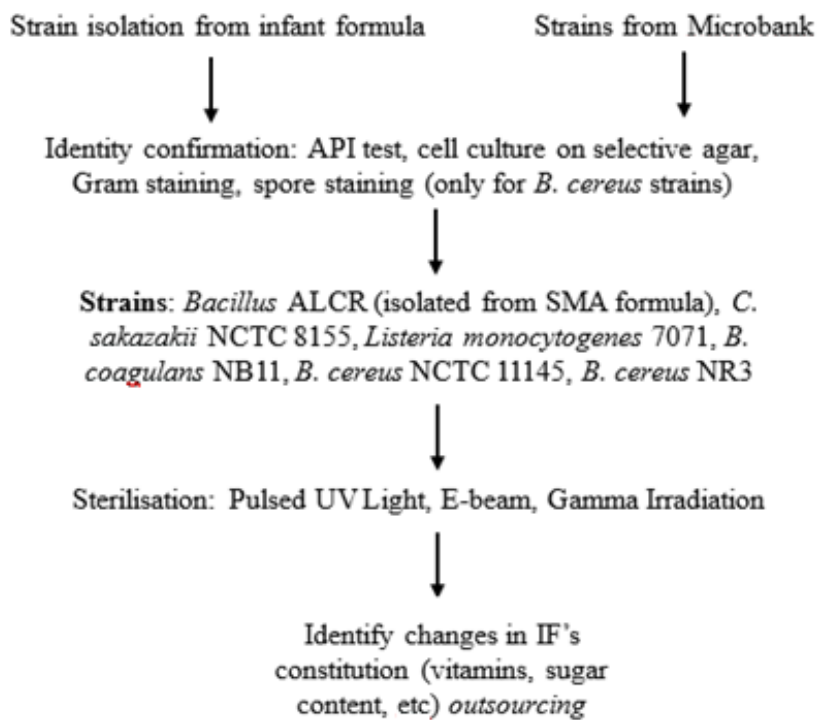 Strain isolation from infant formula
Strains from Microbank
Identity confirmation: API test, cell culture on selective agar,
Gram staining, spore staining (only for B. cereus strains)
Strains: Bacillus ALCR (isolated from SMA formula), C.
sakazakii NCTC 8155, Listeria monocytogenes 7071, B.
coagulans NB11, B. cereus NCTC 11145, B. cereus NR3
Sterilisation: Pulsed UV Light, E-beam, Gamma Irradiation
Identify changes in IF's
constitution (vitamins, sugar
content, etc) outsourcing